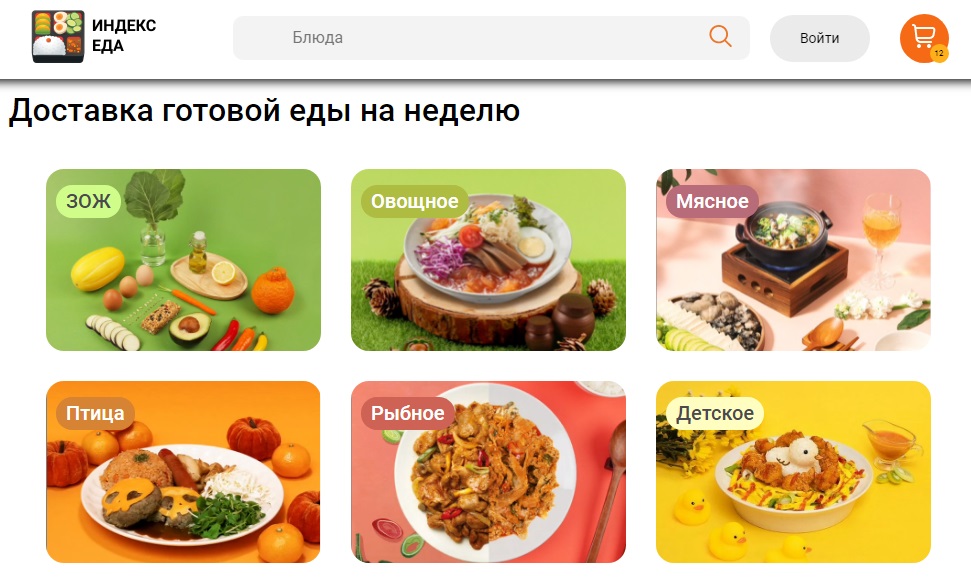 ИНДЕКС
ЕДА
Блюда
Войти
12
Доставка готовой еды на неделю
ЗОЖ
Овощное
Мясное
Птица
Рыбное
Детское